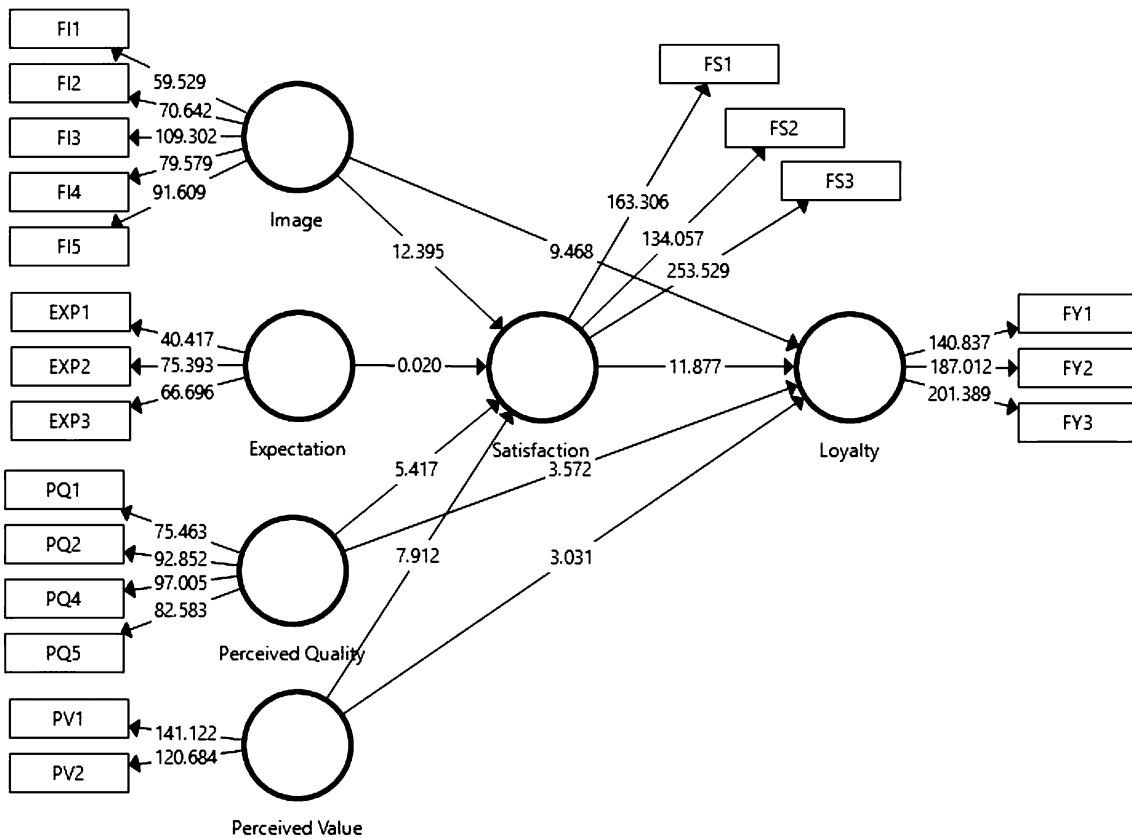 FI1
FI2
FI3
FI4
FI5
59.529
70.642
109.302
79.579
91.609
Image
EXP1
EXP2
EXP3
40.417
75.393
66.696
Expectation
PQ1
PQ2
PQ4
PQ5
75.463
92.852
97.005
82.583
Perceived Quality
PV1
PV2
141.122
120.684
Perceived Value
12.395
9.468
0.020
5.417
3.572
7.912
3.031
FS1
FS2
FS3
163.306
134.057
253.529
Satisfaction
11.877
Loyalty
140.837
187.012
201.389
FY1
FY2
FY3